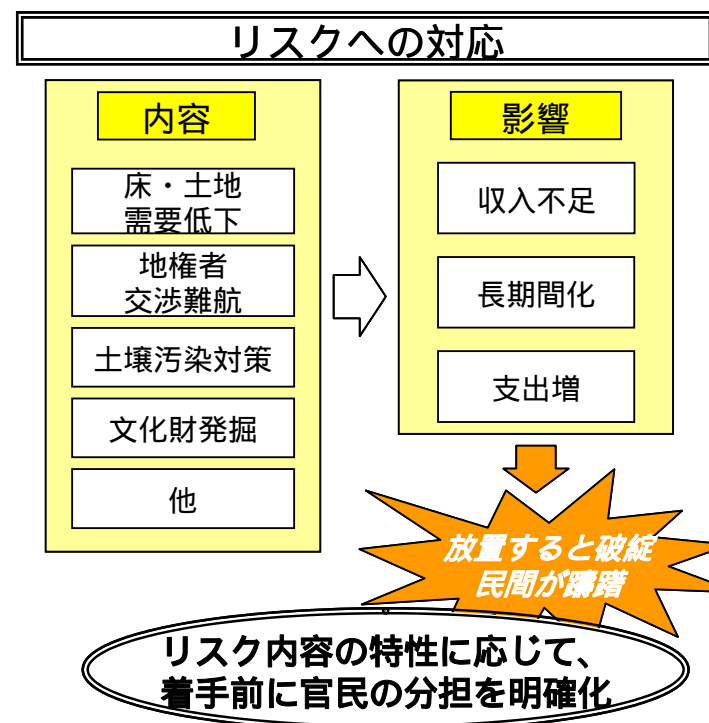 リスクへの対応
内容
床・土地
需要低下
地権者
交渉難航
土壌汚染対策
文化財発掘
他
影響
収入不足
長期間化
支出増
放置すると破綻
民間が躊躇
リスク内容の特性に応じて、
着手前に官民の分担を明確化